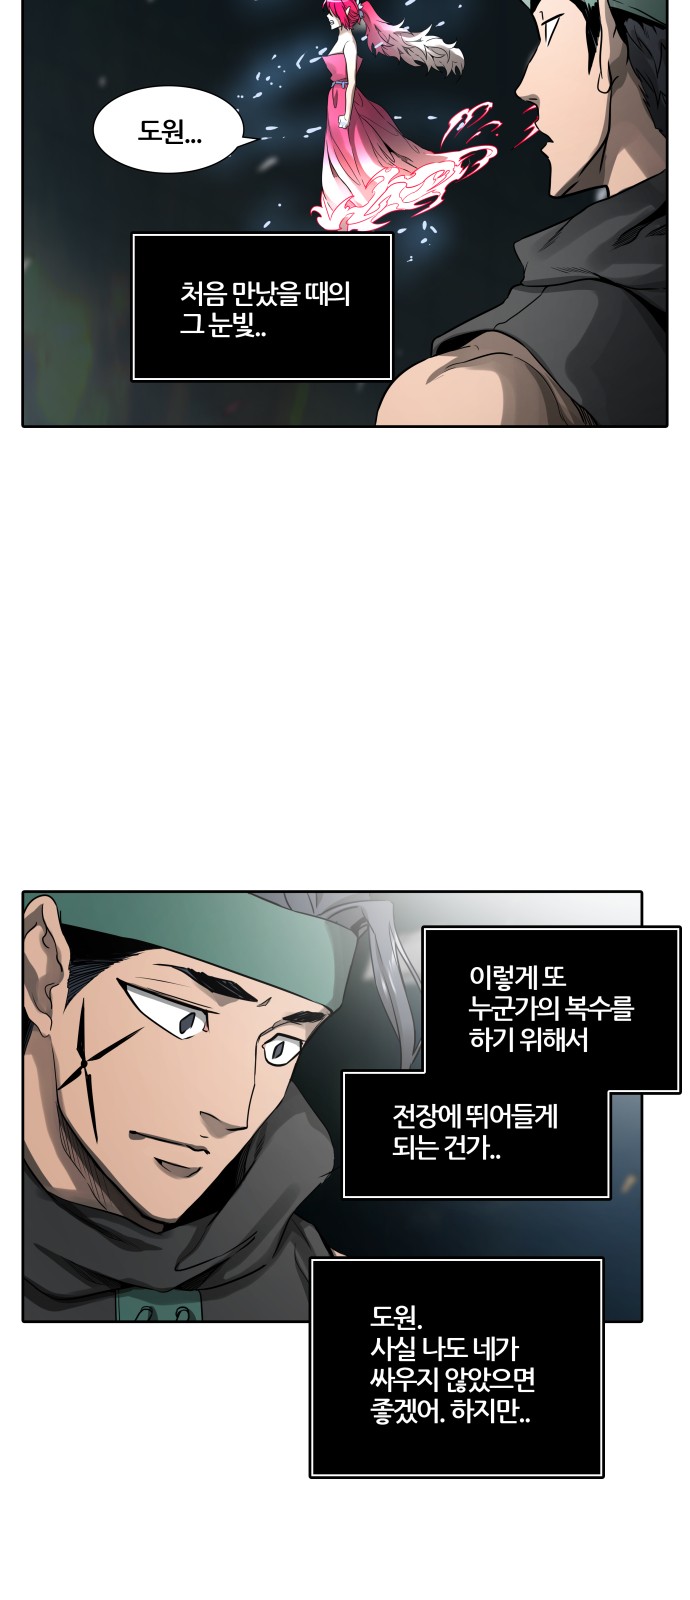 도원...
처음 만났을 때의
그 눈빛..
이렇게 또
누군가의 복수를
하기 위해서
전장에 뛰어들게
되는 건가..
도원.
사실 나도 네가
싸우지 않았으면
좋겠어. 하지만..